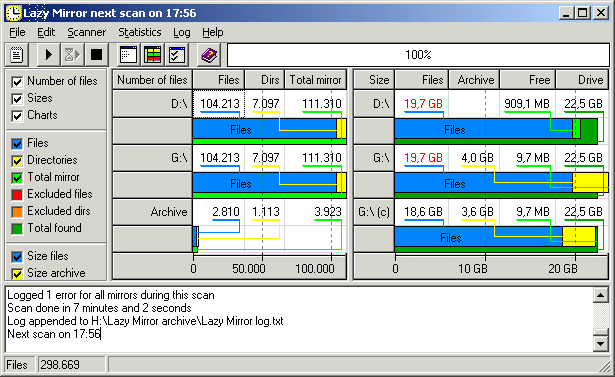 Lazy Mirror next scan on 17:56
File Edit Scanner Statistics Log Help
100%
Number of files
Sizes
Charts
Files
Directories
Total mirror
Excluded files
Excluded dirs
Total found
Size files
Size archive
Number of files Files Dirs Total mirror
D:\ 104.213 7.097 111.310
Files
G:\ 104.213 7.097 111.310
Files
Archive 2.810 1.113 3.923
0 50.000 100.000
Size Files Archive Free Drive
D:\ 19,7 GB 909,1 MB 22,5 GB
Files
G:\ 19,7 GB 4,0 GB 9,7 MB 22,5 GB
Files
G:\ (c) 18,6 GB 3,6 GB 9,7 MB 22,5 GB
Files
0 10 GB 20 GB
Logged 1 error for all mirrors during this scan
Scan done in 7 minutes and 2 seconds
Log appended to H:\Lazy Mirror archive\Lazy Mirror log.txt
Next scan on 17:56
Files 298.669